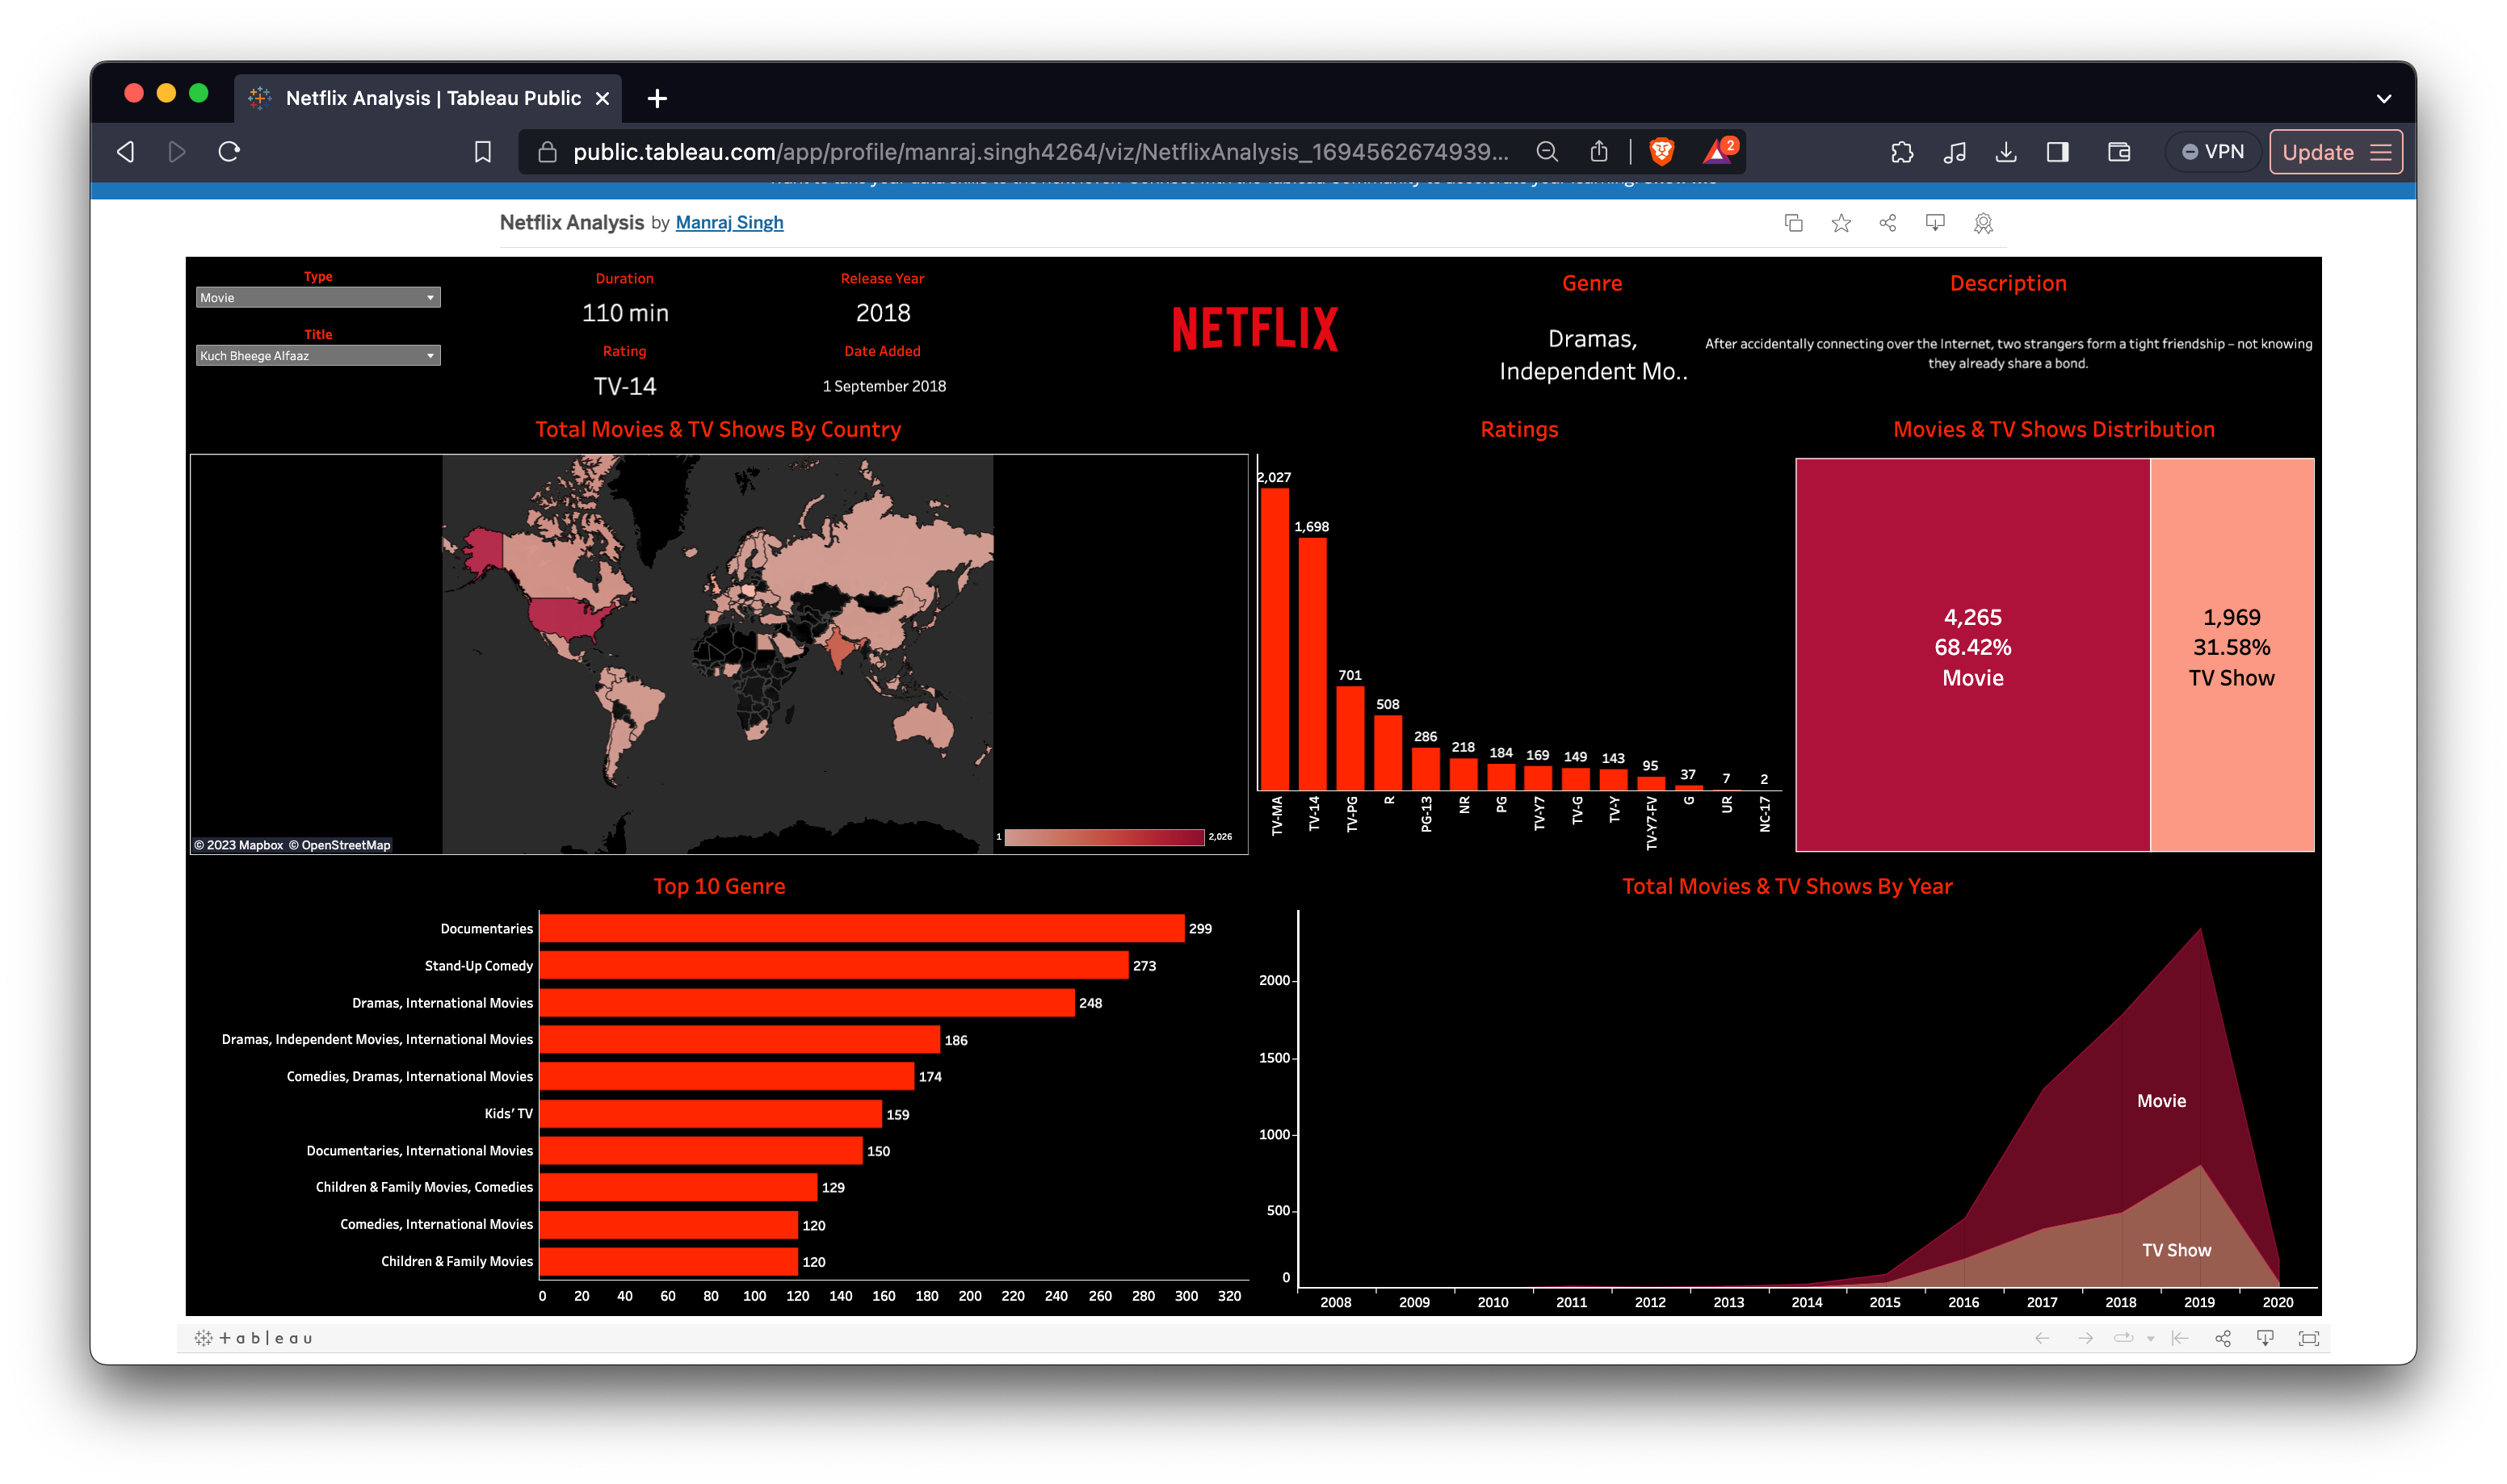 Netflix Analysis | Tableau Public
public.tableau.com/app/profile/manraj.singh4264/viz/NetflixAnalysis_1694562674939...
2
VPN
Update
Netflix Analysis by Manraj Singh
Type
Movie
Title
Kuch Bheege Alfaaz
Duration
110 min
Rating
TV-14
Release Year
2018
Date Added
1 September 2018
NETFLIX
Genre
Dramas,
Independent Mo..
Description
After accidentally connecting over the Internet, two strangers form a tight friendship – not knowing
they already share a bond.
Total Movies & TV Shows By Country
© 2023 Mapbox © OpenStreetMap
1
2,026
Ratings
2,027
1,698
701
508
286
218
184
169
149
143
95
37
7
2
TV-MA
TV-14
TV-PG
R
PG-13
NR
PG
TV-Y7
TV-G
TV-Y
TV-Y7-FV
G
UR
NC-17
Movies & TV Shows Distribution
4,265
68.42%
Movie
1,969
31.58%
TV Show
Top 10 Genre
Documentaries 299
Stand-Up Comedy 273
Dramas, International Movies 248
Dramas, Independent Movies, International Movies 186
Comedies, Dramas, International Movies 174
Kids' TV 159
Documentaries, International Movies 150
Children & Family Movies, Comedies 129
Comedies, International Movies 120
Children & Family Movies 120
0 20 40 60 80 100 120 140 160 180 200 220 240 260 280 300 320
Total Movies & TV Shows By Year
2000
1500
1000
500
0
Movie
TV Show
2008 2009 2010 2011 2012 2013 2014 2015 2016 2017 2018 2019 2020
+ableau